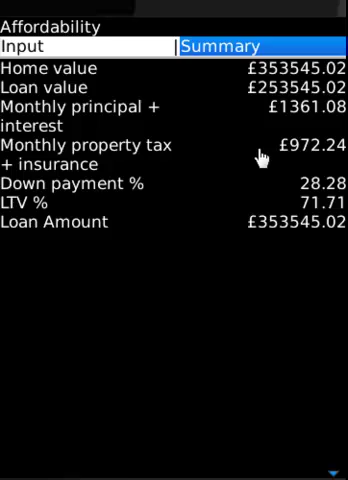 Affordability
Input | Summary
Home value £353545.02
Loan value £253545.02
Monthly principal + £1361.08
interest
Monthly property tax £972.24
+ insurance
Down payment % 28.28
LTV % 71.71
Loan Amount £353545.02